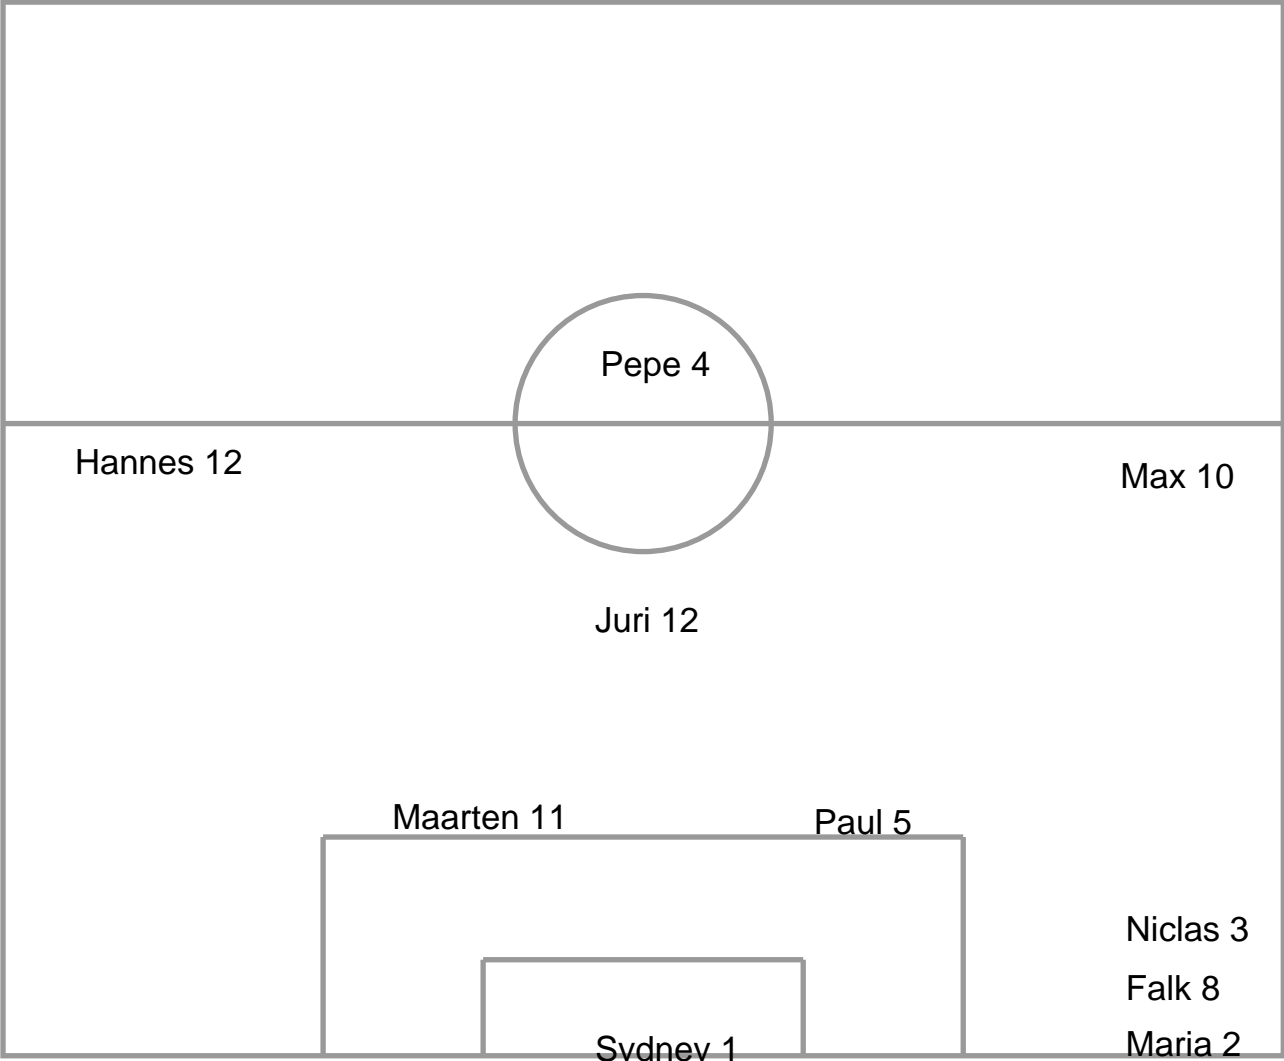 Pepe 4
Hannes 12
Max 10
Juri 12
Maarten 11
Paul 5
Niclas 3
Falk 8
Maria 2
Sydney 1